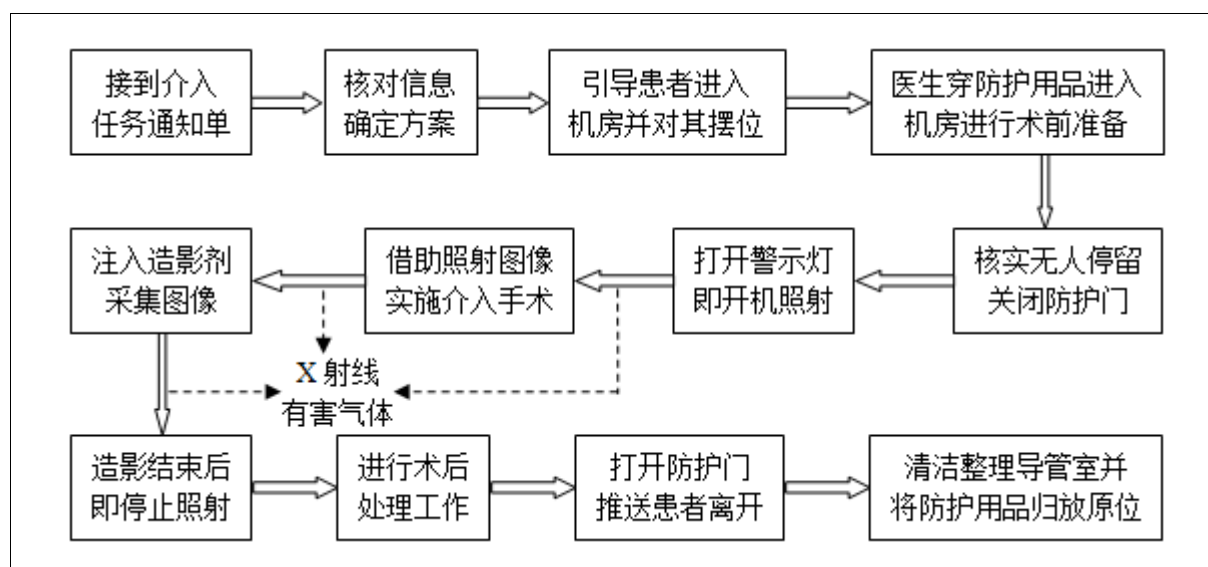 接到介入
任务通知单
核对信息
确定方案
引导患者进入
机房并对其摆位
医生穿防护用品进入
机房进行术前准备
核实无人停留
关闭防护门
打开警示灯
即开机照射
借助照射图像
实施介入手术
注入造影剂
采集图像
X 射线
有害气体
造影结束后
即停止照射
进行术后
处理工作
打开防护门
推送患者离开
清洁整理导管室并
将防护用品归放原位